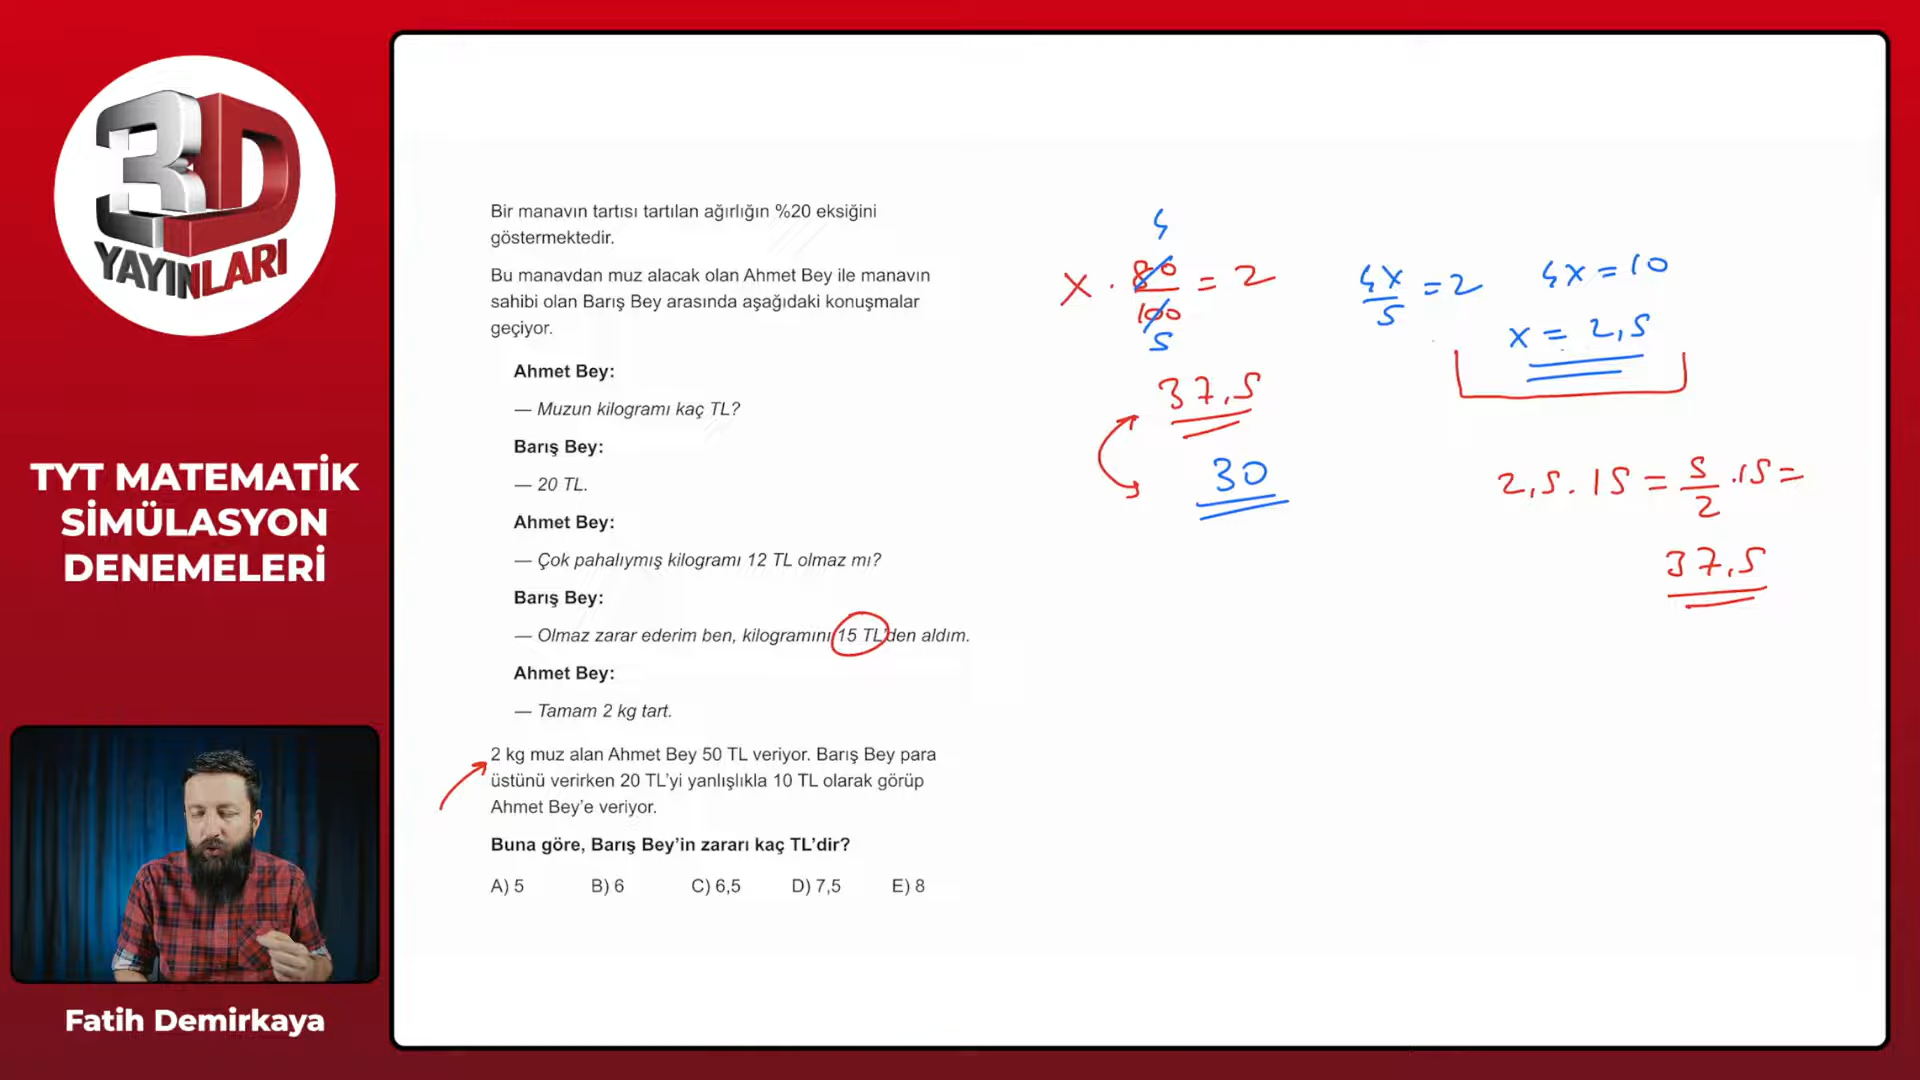 3D
YAYINLARI
TYT MATEMATİK
SİMÜLASYON
DENEMELERİ
Fatih Demirkaya
Bir manavın tartısı tartılan ağırlığın %20 eksiğini
göstermektedir.
Bu manavdan muz alacak olan Ahmet Bey ile manavın
sahibi olan Barış Bey arasında aşağıdaki konuşmalar
geçiyor.
Ahmet Bey:
— Muzun kilogramı kaç TL?
Barış Bey:
— 20 TL.
Ahmet Bey:
— Çok pahalıymış kilogramı 12 TL olmaz mı?
Barış Bey:
— Olmaz zarar ederim ben, kilogramını 15 TL'den aldım.
Ahmet Bey:
— Tamam 2 kg tart.
2 kg muz alan Ahmet Bey 50 TL veriyor. Barış Bey para
üstünü verirken 20 TL'yi yanlışlıkla 10 TL olarak görüp
Ahmet Bey'e veriyor.
Buna göre, Barış Bey'in zararı kaç TL'dir?
A) 5 B) 6 C) 6,5 D) 7,5 E) 8
4
x · 80/100 = 2
5
4x/5 = 2
4x = 10
x = 2,5
37,5
30
2,5 · 15 = 5/2 · 15 =
37,5